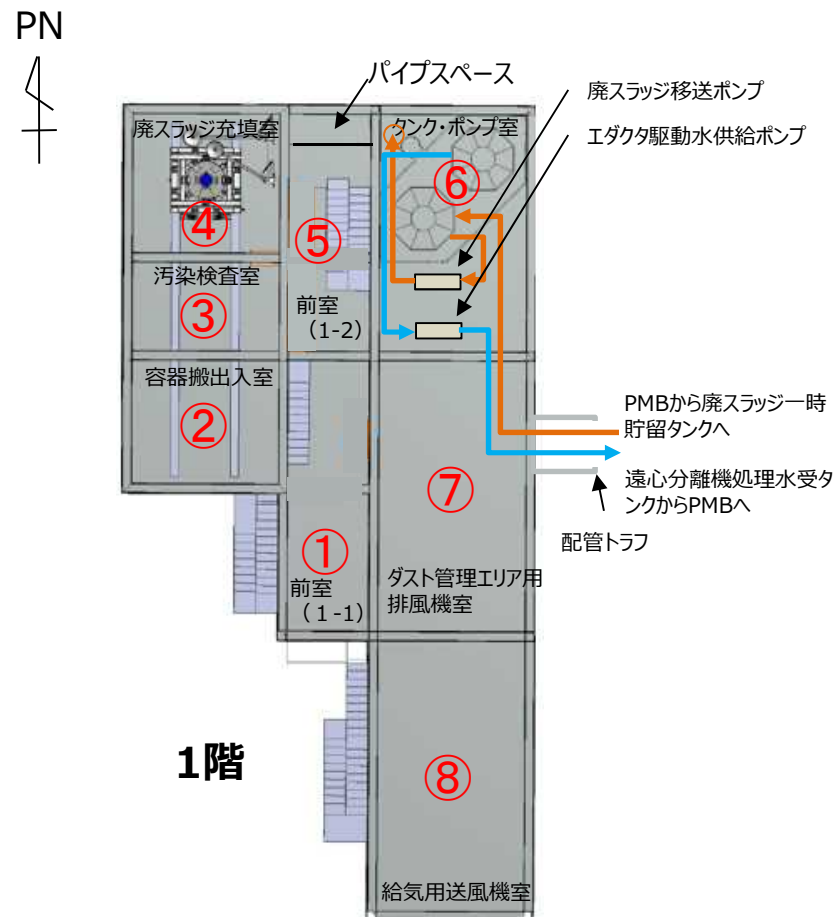 PN
パイプスペース
廃スラッジ移送ポンプ
エダクタ駆動水供給ポンプ
廃スラッジ充填室
タンク・ポンプ室
④
⑤
⑥
汚染検査室
③
前室
(1-2)
容器搬出入室
②
PMBから廃スラッジ一時
貯留タンクへ
遠心分離機処理水受タ
ンクからPMBへ
配管トラフ
⑦
①
前室
(1-1)
ダスト管理エリア用
排風機室
1階
⑧
給気用送風機室